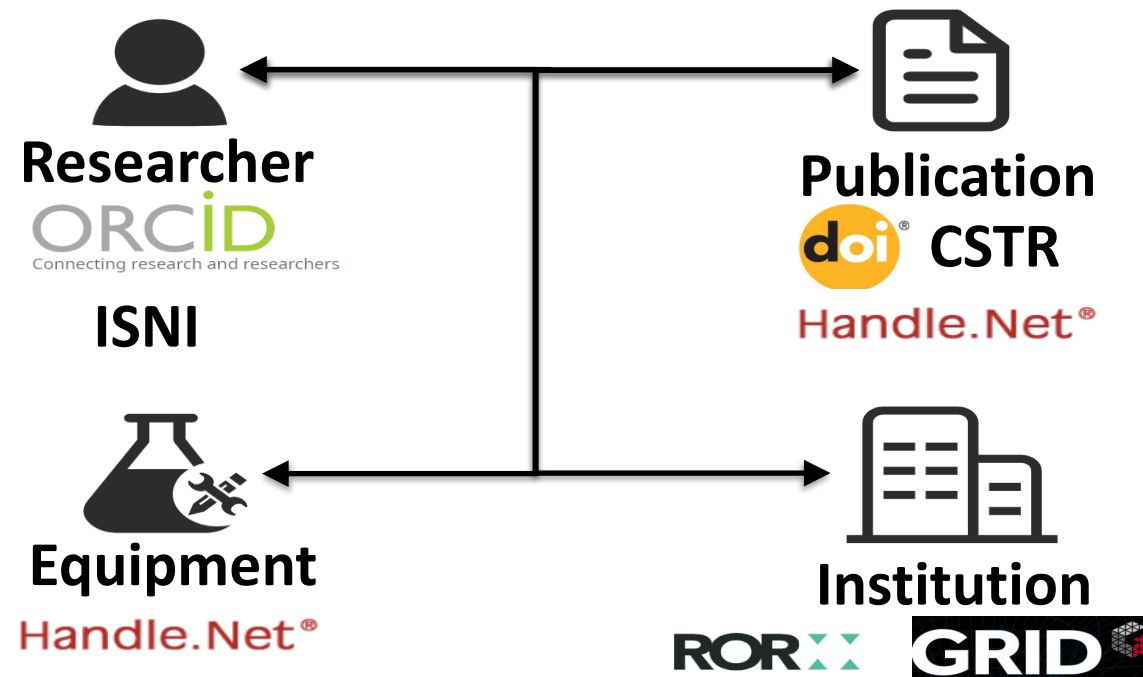 Researcher
ORCiD
Connecting research and researchers
ISNI
Publication
doi® CSTR
Handle.Net®
Equipment
Handle.Net®
Institution
ROR
GRID